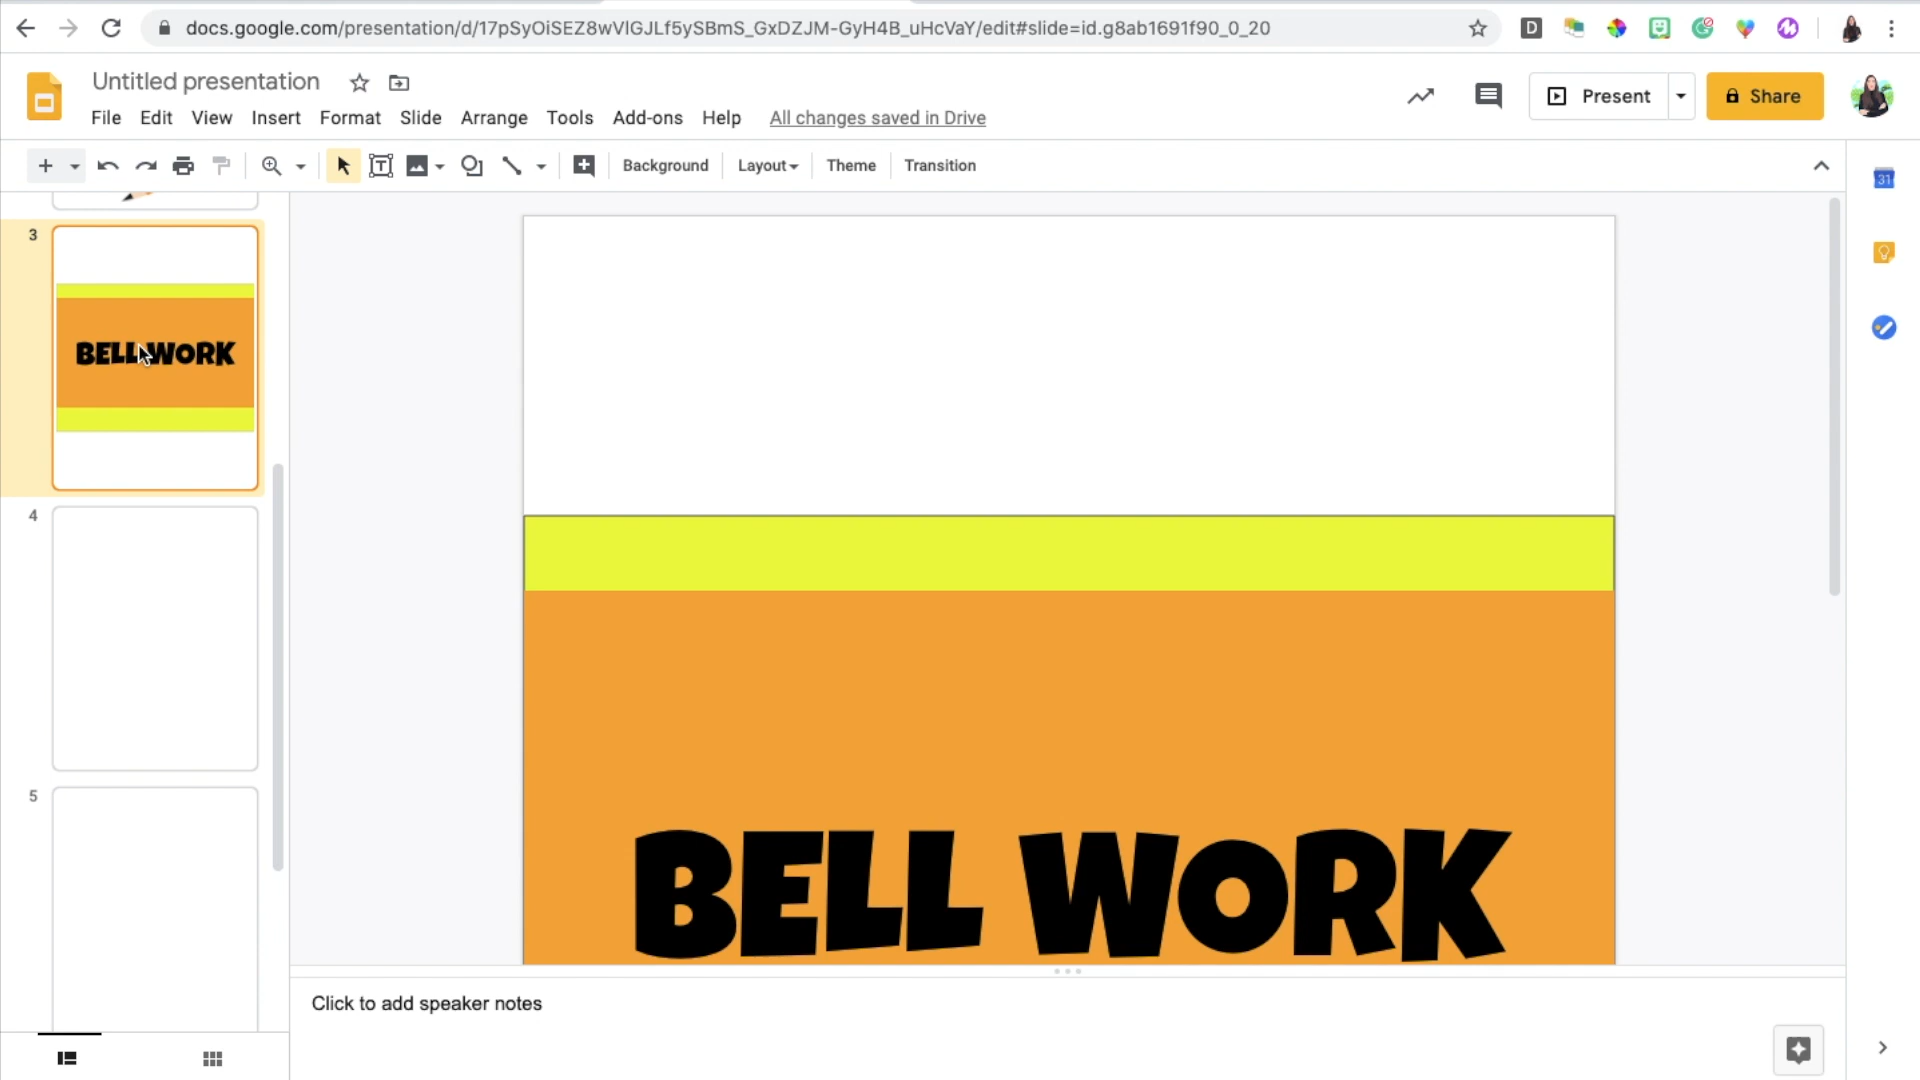 docs.google.com/presentation/d/17pSyOiSEZ8wVlGJLf5ySBmS_GxDZJM-GyH4B_uHcVaY/edit#slide=id.g8ab1691f90_0_20
D
Untitled presentation
File Edit View Insert Format Slide Arrange Tools Add-ons Help All changes saved in Drive
Present
Share
Background Layout Theme Transition
31
3
BELL WORK
4
5
BELL WORK
Click to add speaker notes